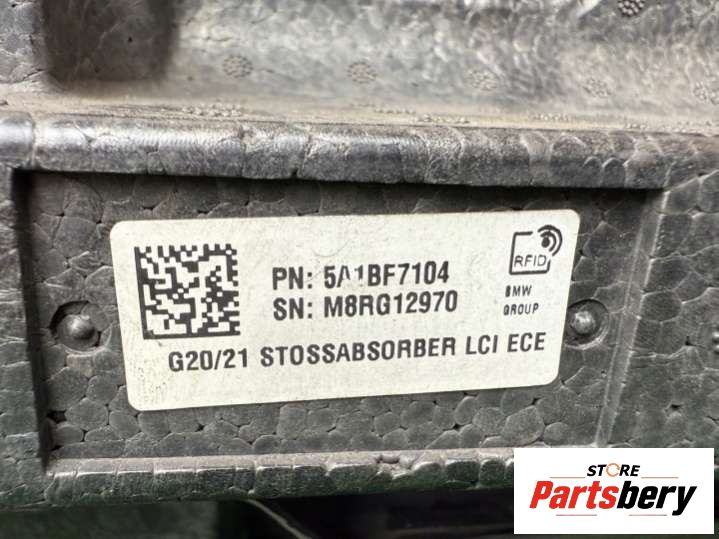 PN: 5A1BF7104
SN: M8RG12970
G20/21 STOSSABSORBER LCI ECE
RFID
BMW
GROUP
STORE
Partsbery